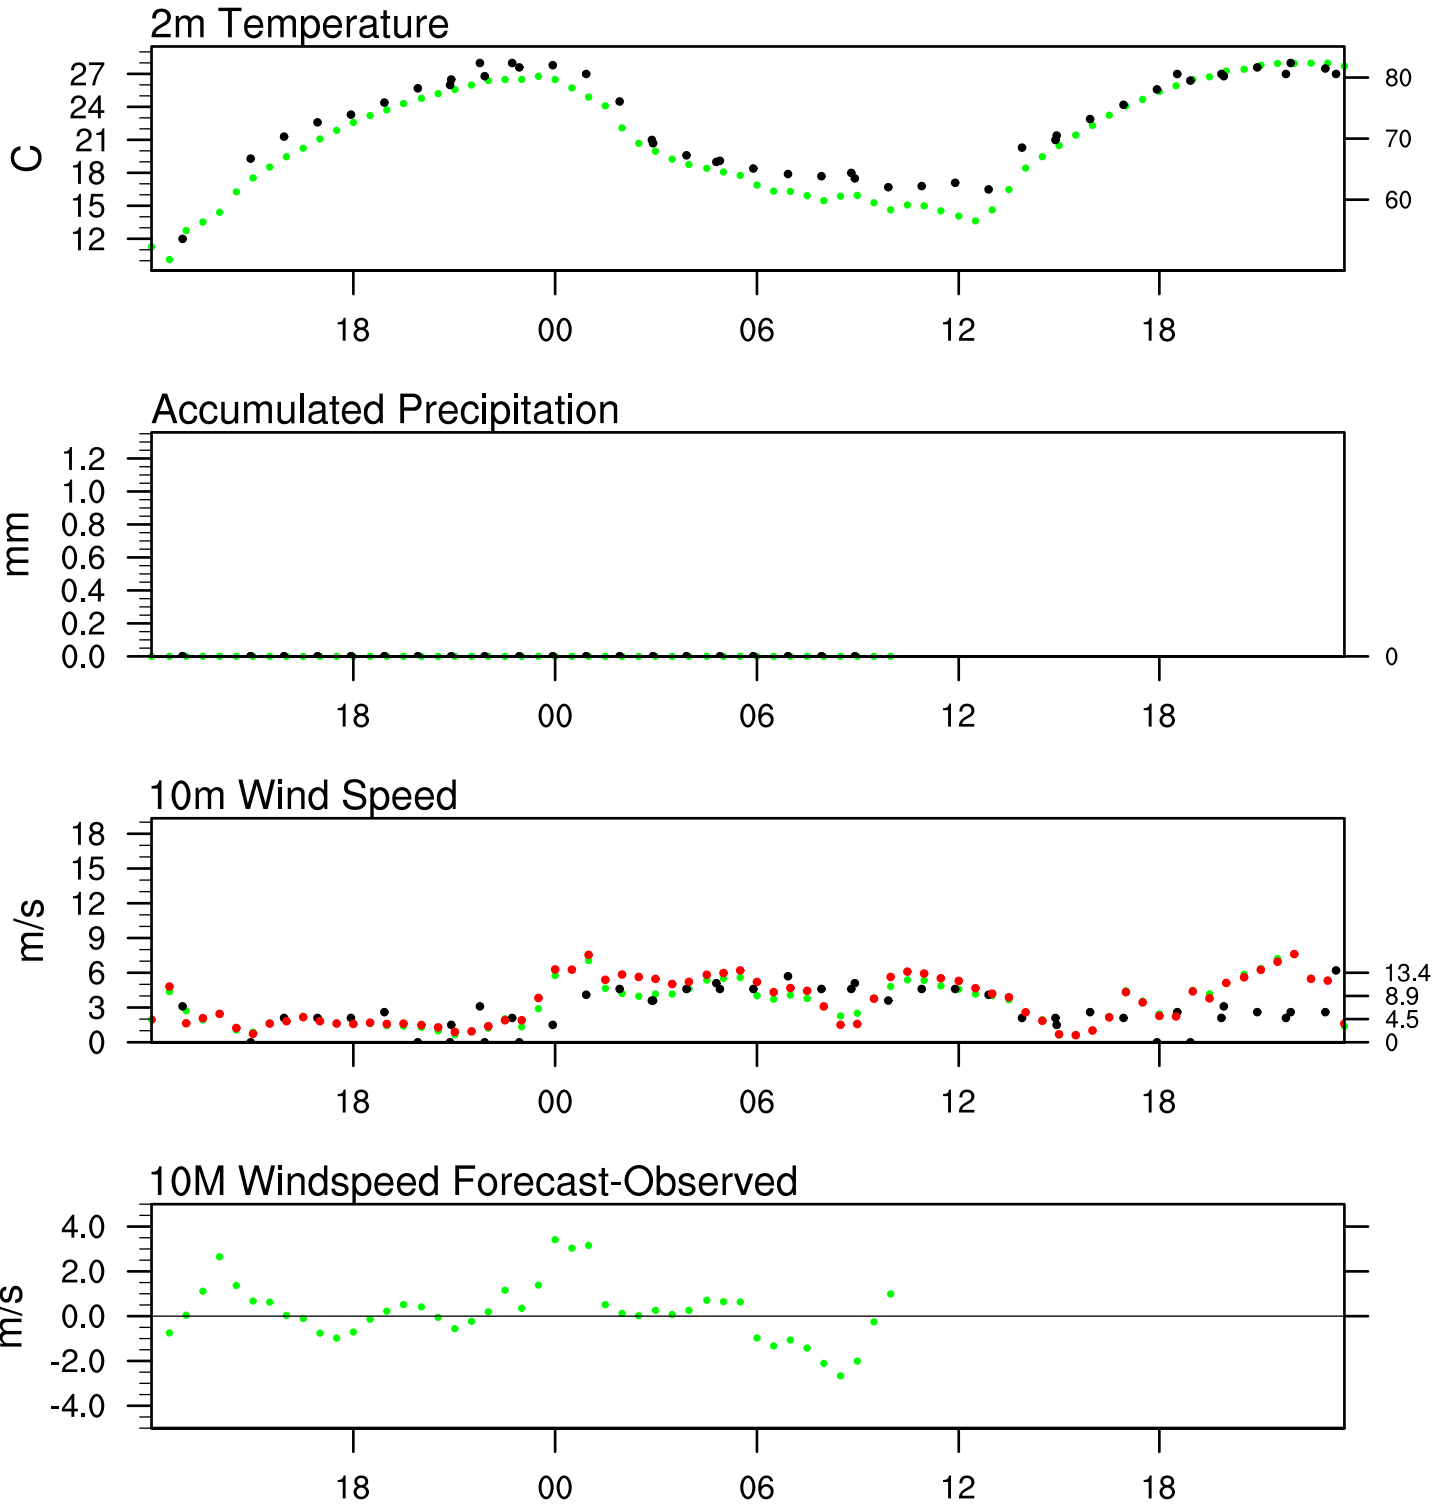 2m Temperature
C
27
24
21
18
15
12
80
70
60
18 00 06 12 18
Accumulated Precipitation
mm
1.2
1.0
0.8
0.6
0.4
0.2
0.0
0
18 00 06 12 18
10m Wind Speed
m/s
18
15
12
9
6
3
0
13.4
8.9
4.5
0
18 00 06 12 18
10M Windspeed Forecast-Observed
m/s
4.0
2.0
0.0
-2.0
-4.0
18 00 06 12 18